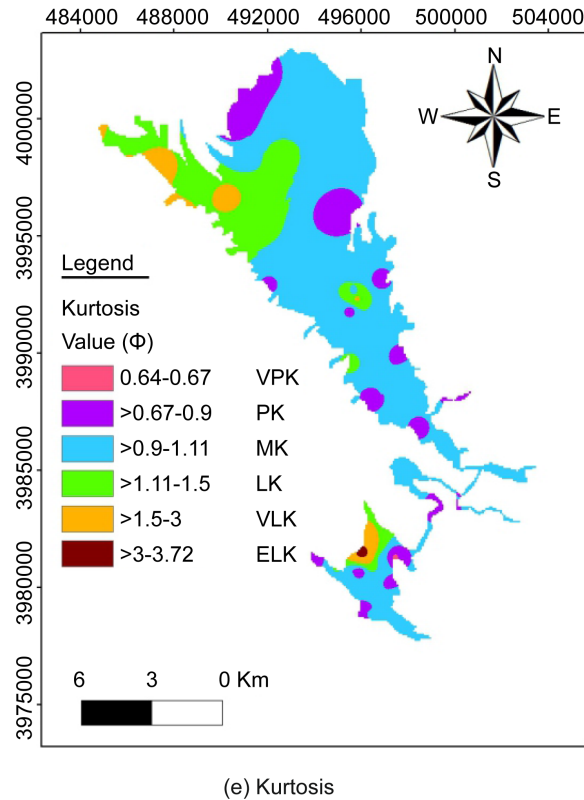 484000 488000 492000 496000 500000 504000
N
W E
S
4000000
3995000
3990000
3985000
3980000
3975000
Legend
Kurtosis
Value (Φ)
0.64-0.67 VPK
>0.67-0.9 PK
>0.9-1.11 MK
>1.11-1.5 LK
>1.5-3 VLK
>3-3.72 ELK
6 3 0 Km
(e) Kurtosis